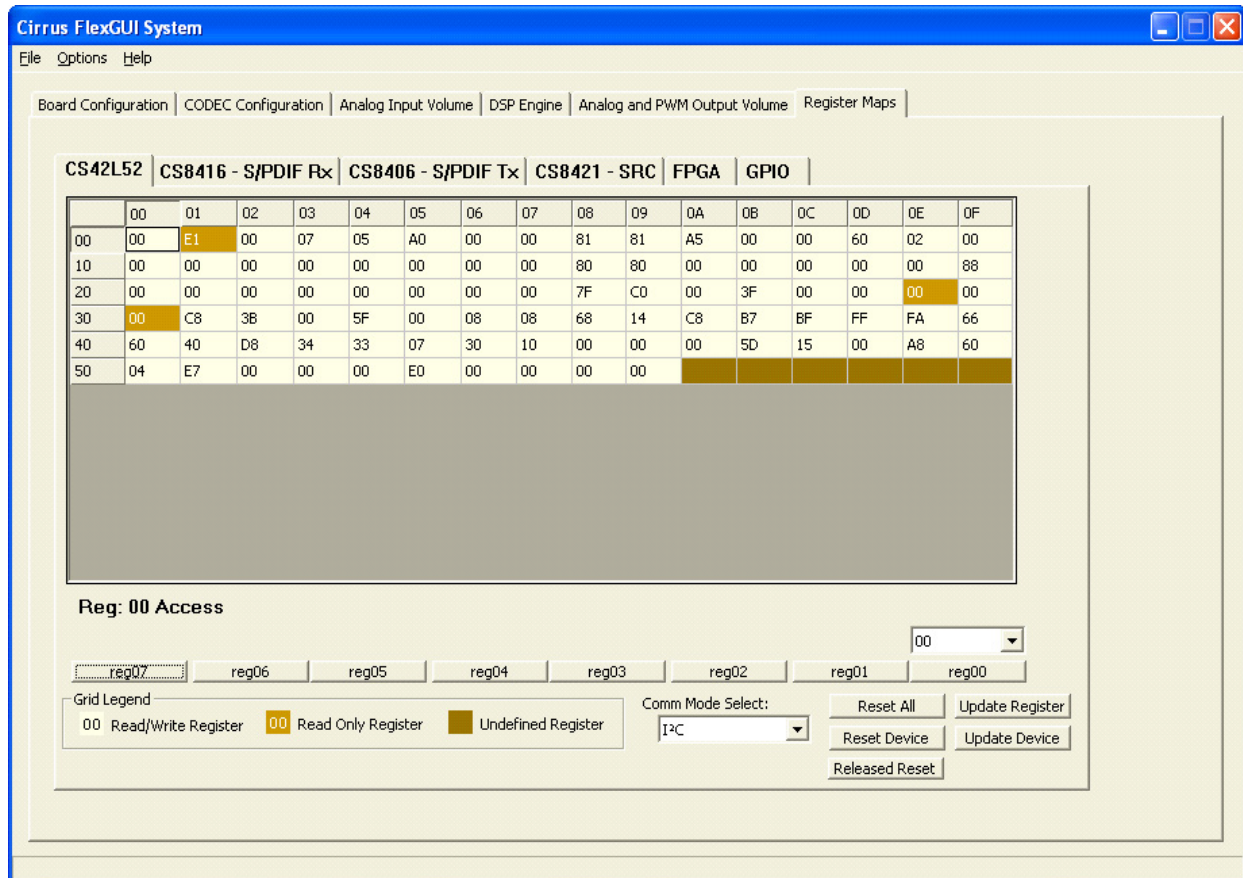 Cirrus FlexGUI System
File Options Help
Board Configuration CODEC Configuration Analog Input Volume DSP Engine Analog and PWM Output Volume Register Maps
CS42L52 CS8416 - S/PDIF Rx CS8406 - S/PDIF Tx CS8421 - SRC FPGA GPIO
00 01 02 03 04 05 06 07 08 09 0A 0B 0C 0D 0E 0F
00 00 E1 00 07 05 A0 00 00 81 81 A5 00 00 60 02 00
10 00 00 00 00 00 00 00 00 80 80 00 00 00 00 00 88
20 00 00 00 00 00 00 00 00 7F C0 00 3F 00 00 00 00
30 00 C8 3B 00 5F 00 08 08 68 14 C8 B7 BF FF FA 66
40 60 40 D8 34 33 07 30 10 00 00 00 5D 15 00 A8 60
50 04 E7 00 00 00 E0 00 00 00 00
Reg: 00 Access
00
reg07 reg06 reg05 reg04 reg03 reg02 reg01 reg00
Grid Legend
00 Read/Write Register 00 Read Only Register Undefined Register
Comm Mode Select:
I²C
Reset All Update Register
Reset Device Update Device
Released Reset